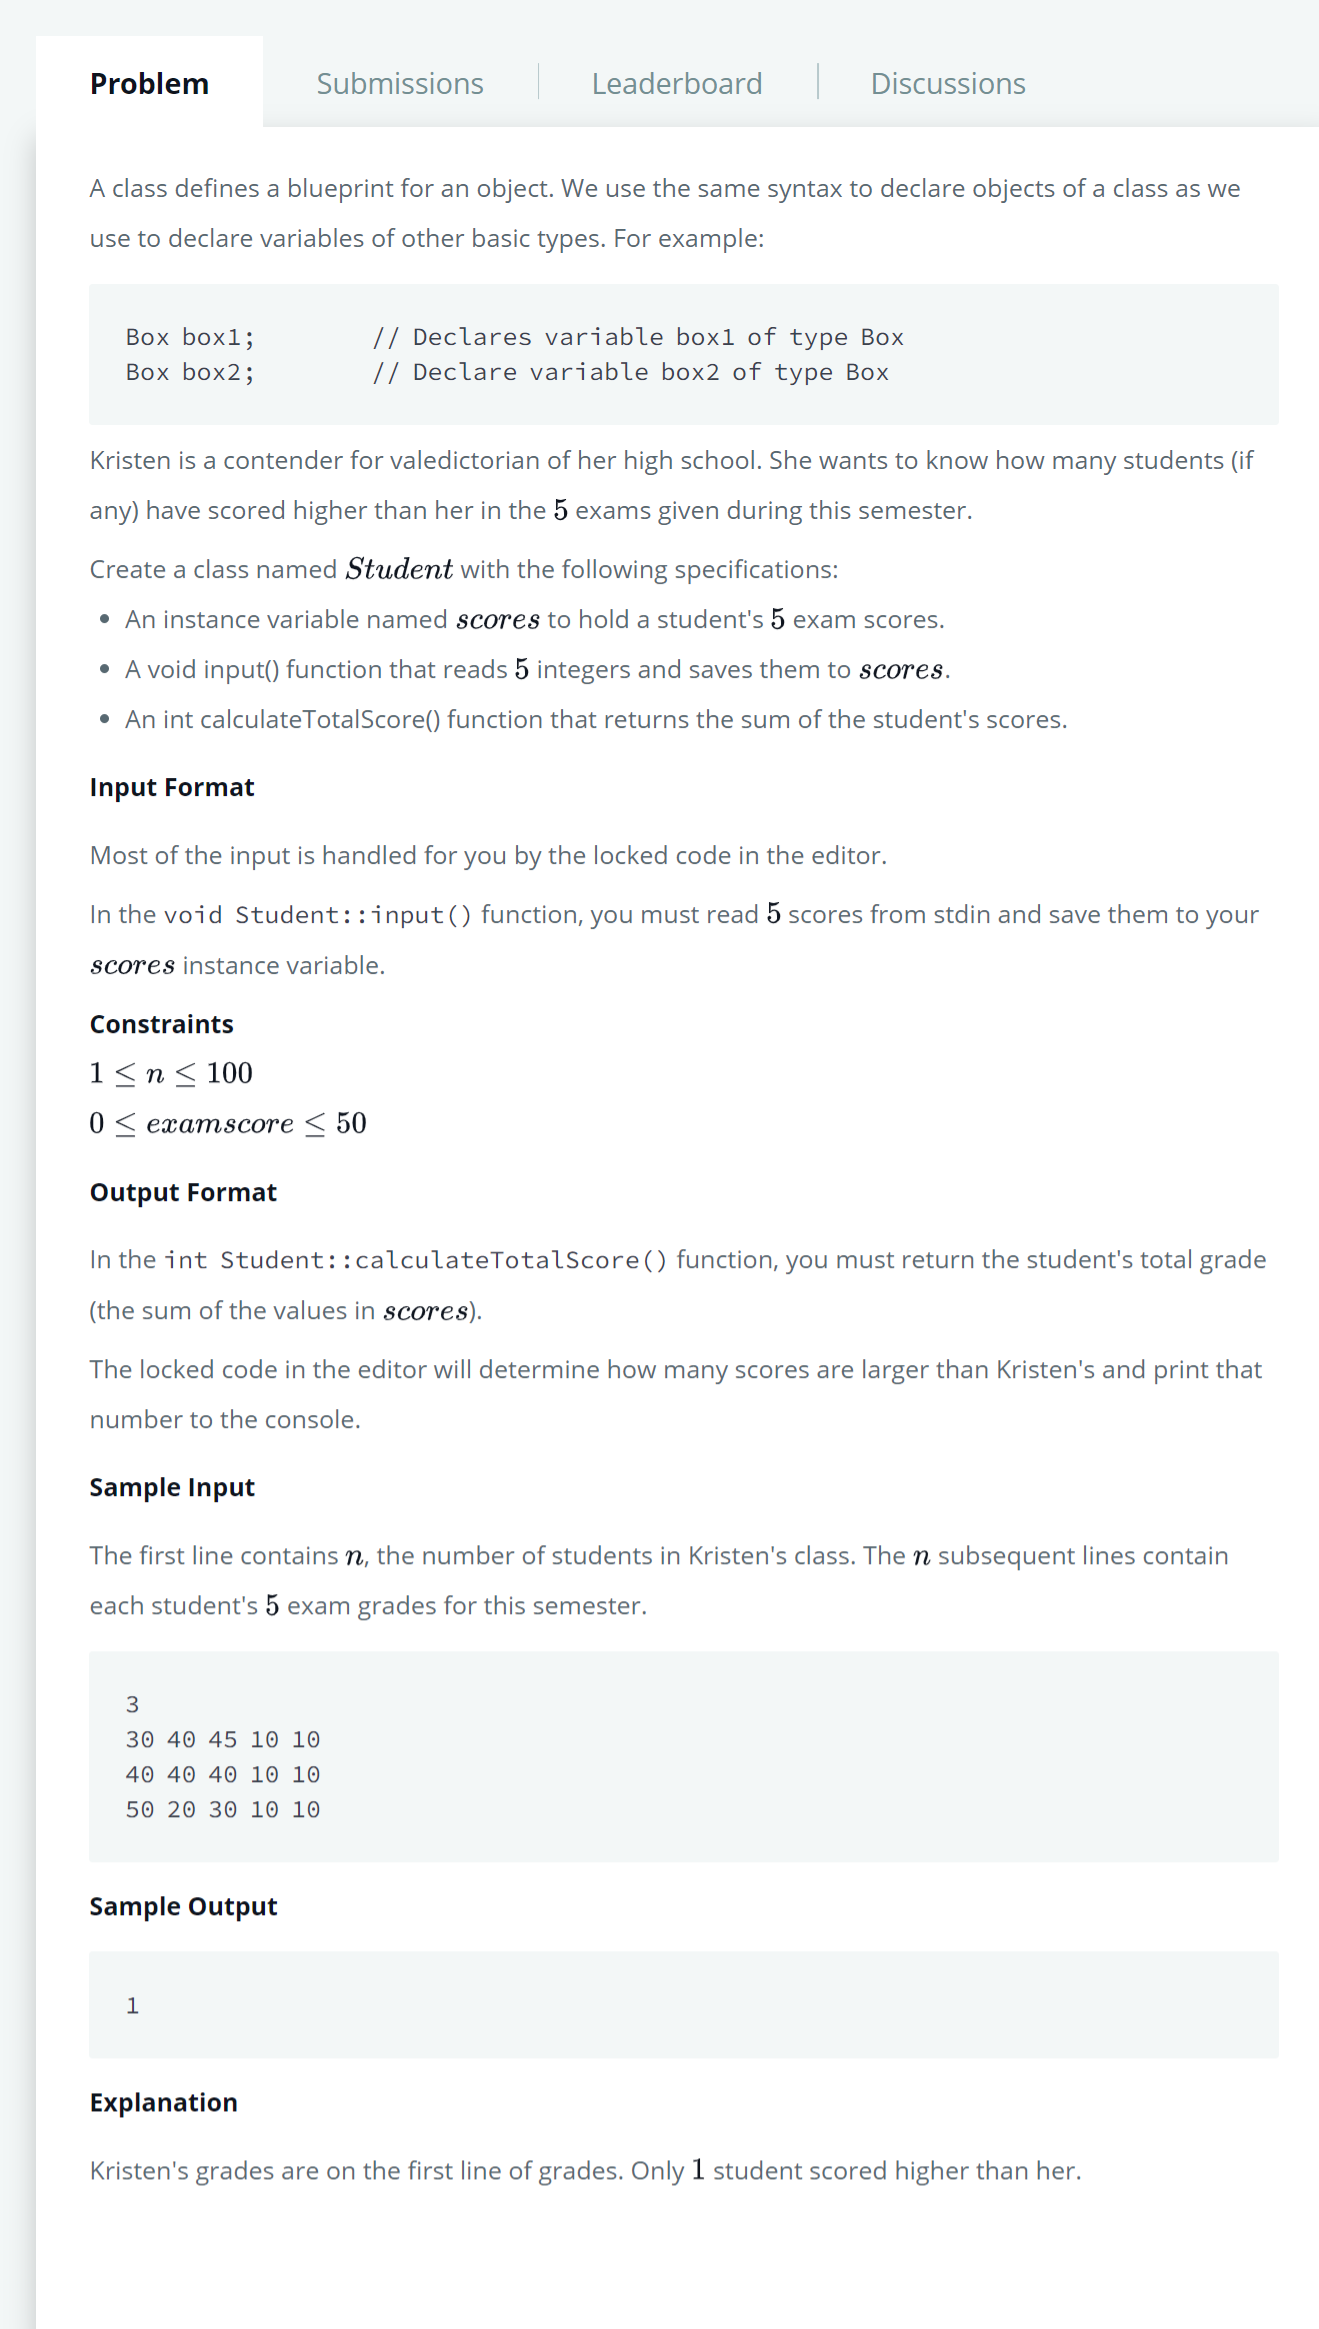 Problem Submissions Leaderboard Discussions
A class defines a blueprint for an object. We use the same syntax to declare objects of a class as we
use to declare variables of other basic types. For example:
Box box1;        // Declares variable box1 of type Box
Box box2;        // Declare variable box2 of type Box
Kristen is a contender for valedictorian of her high school. She wants to know how many students (if
any) have scored higher than her in the 5 exams given during this semester.
Create a class named Student with the following specifications:
• An instance variable named scores to hold a student's 5 exam scores.
• A void input() function that reads 5 integers and saves them to scores.
• An int calculateTotalScore() function that returns the sum of the student's scores.
Input Format
Most of the input is handled for you by the locked code in the editor.
In the void Student::input() function, you must read 5 scores from stdin and save them to your
scores instance variable.
Constraints
1 ≤ n ≤ 100
0 ≤ examscore ≤ 50
Output Format
In the int Student::calculateTotalScore() function, you must return the student's total grade
(the sum of the values in scores).
The locked code in the editor will determine how many scores are larger than Kristen's and print that
number to the console.
Sample Input
The first line contains n, the number of students in Kristen's class. The n subsequent lines contain
each student's 5 exam grades for this semester.
3
30 40 45 10 10
40 40 40 10 10
50 20 30 10 10
Sample Output
1
Explanation
Kristen's grades are on the first line of grades. Only 1 student scored higher than her.